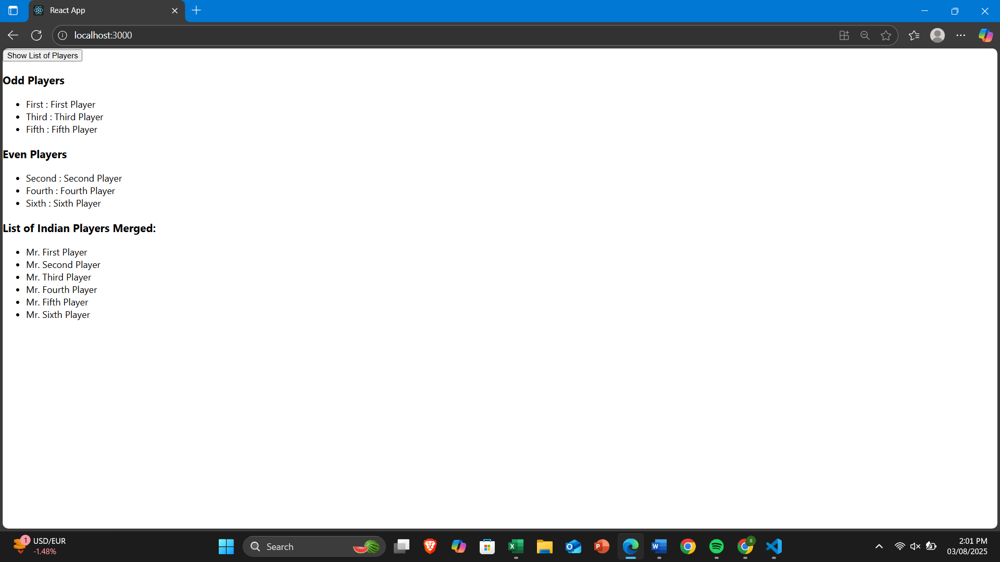 React App
localhost:3000
Show List of Players
Odd Players
First : First Player
Third : Third Player
Fifth : Fifth Player
Even Players
Second : Second Player
Fourth : Fourth Player
Sixth : Sixth Player
List of Indian Players Merged:
Mr. First Player
Mr. Second Player
Mr. Third Player
Mr. Fourth Player
Mr. Fifth Player
Mr. Sixth Player
1
USD/EUR
-1.48%
Search
2:01 PM
03/08/2025